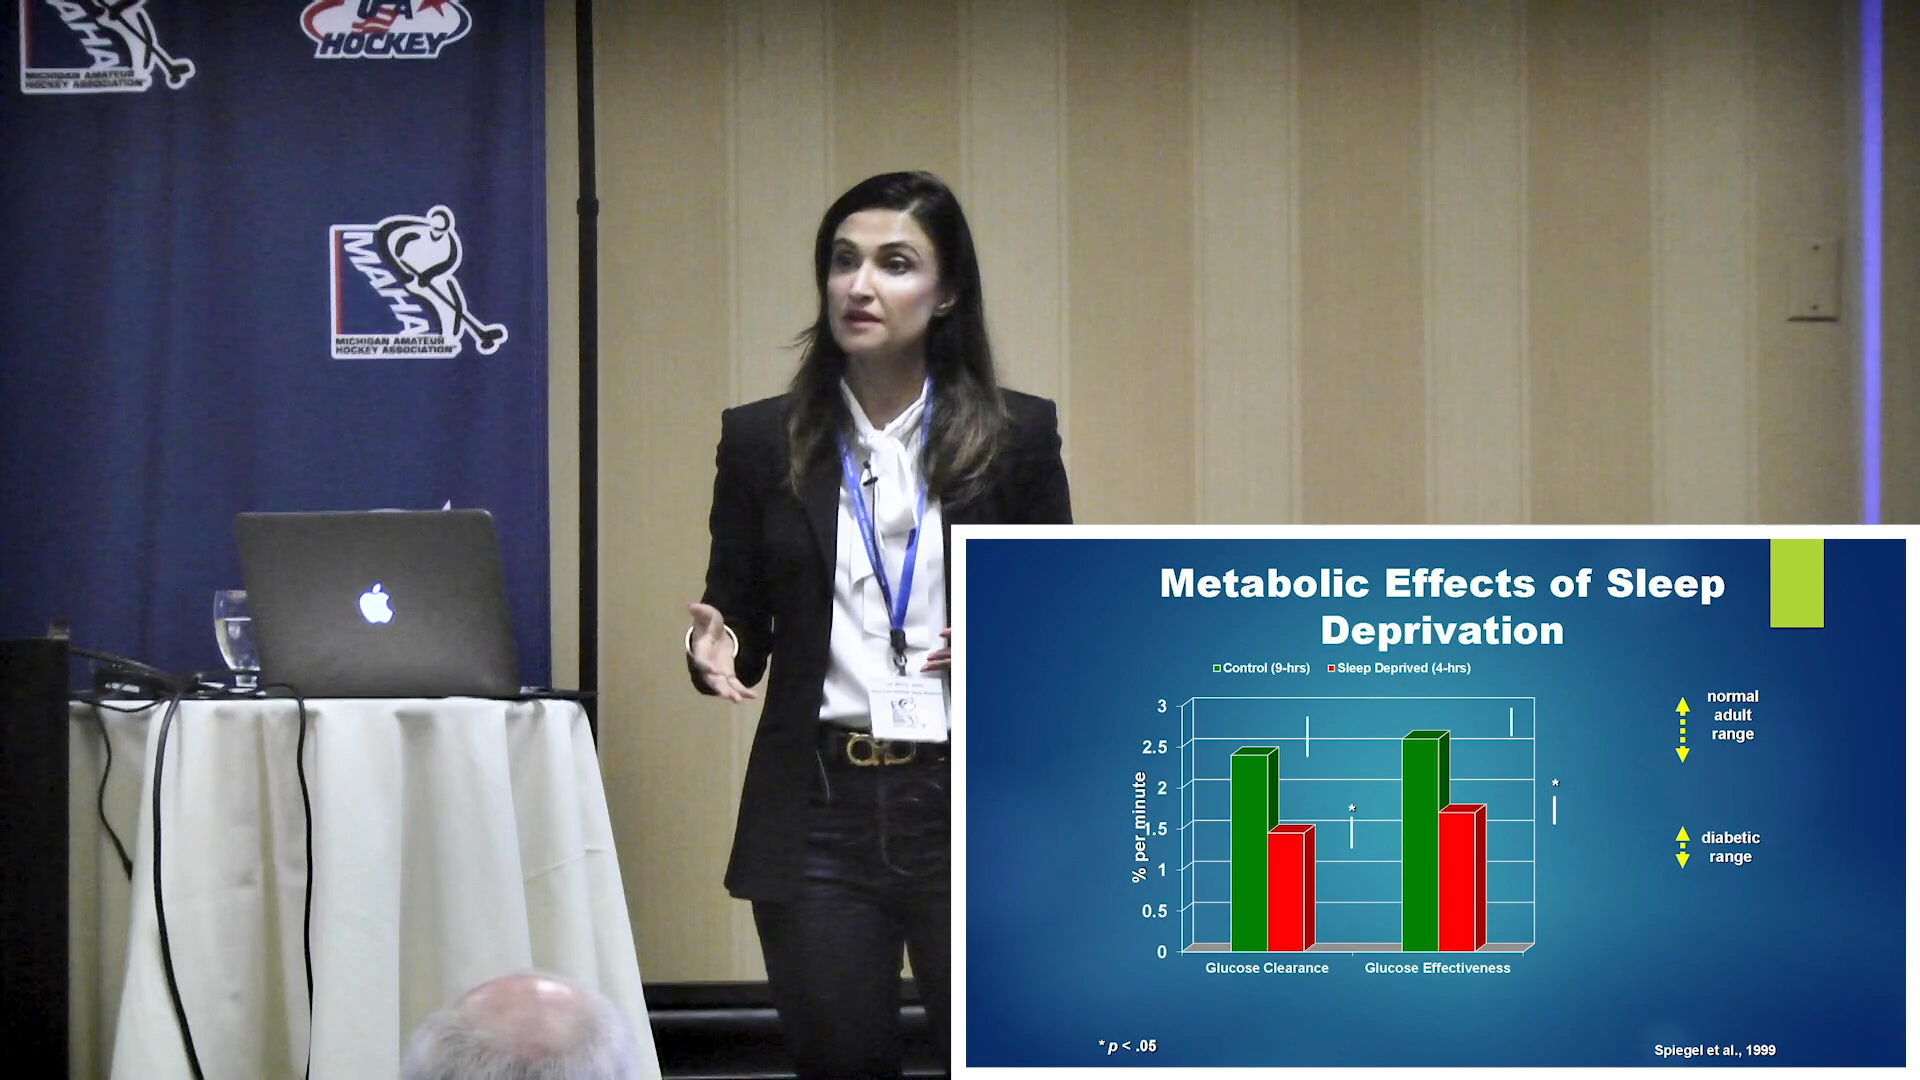 MAHA
MICHIGAN AMATEUR
HOCKEY ASSOCIATION
USA
HOCKEY
MAHA
MICHIGAN AMATEUR
HOCKEY ASSOCIATION
Metabolic Effects of Sleep
Deprivation
Control (9-hrs) Sleep Deprived (4-hrs)
% per minute
3
2.5
2
1.5
1
0.5
0
*
*
Glucose Clearance Glucose Effectiveness
normal
adult
range
diabetic
range
* p < .05
Spiegel et al., 1999